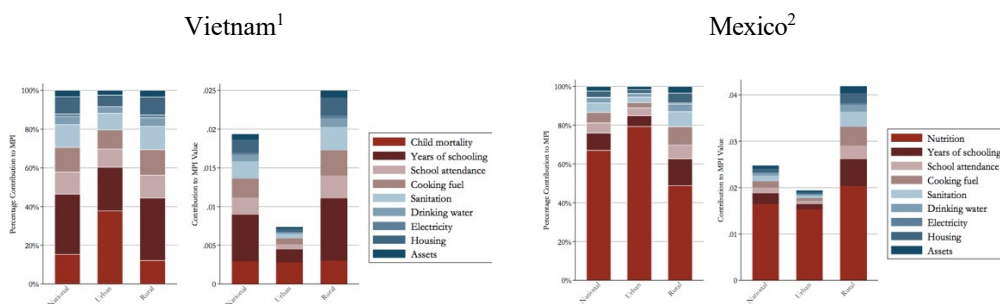 Vietnam¹
Mexico²
Percentage Contribution to MPI
100%
80%
60%
40%
20%
0%
National
Urban
Rural
Contribution to MPI Value
.025
.02
.015
.01
.005
0
National
Urban
Rural
Child mortality
Years of schooling
School attendance
Cooking fuel
Sanitation
Drinking water
Electricity
Housing
Assets
Percentage Contribution to MPI
100%
80%
60%
40%
20%
0%
National
Urban
Rural
Contribution to MPI Value
.04
.03
.02
.01
0
National
Urban
Rural
Nutrition
Years of schooling
School attendance
Cooking fuel
Sanitation
Drinking water
Electricity
Housing
Assets